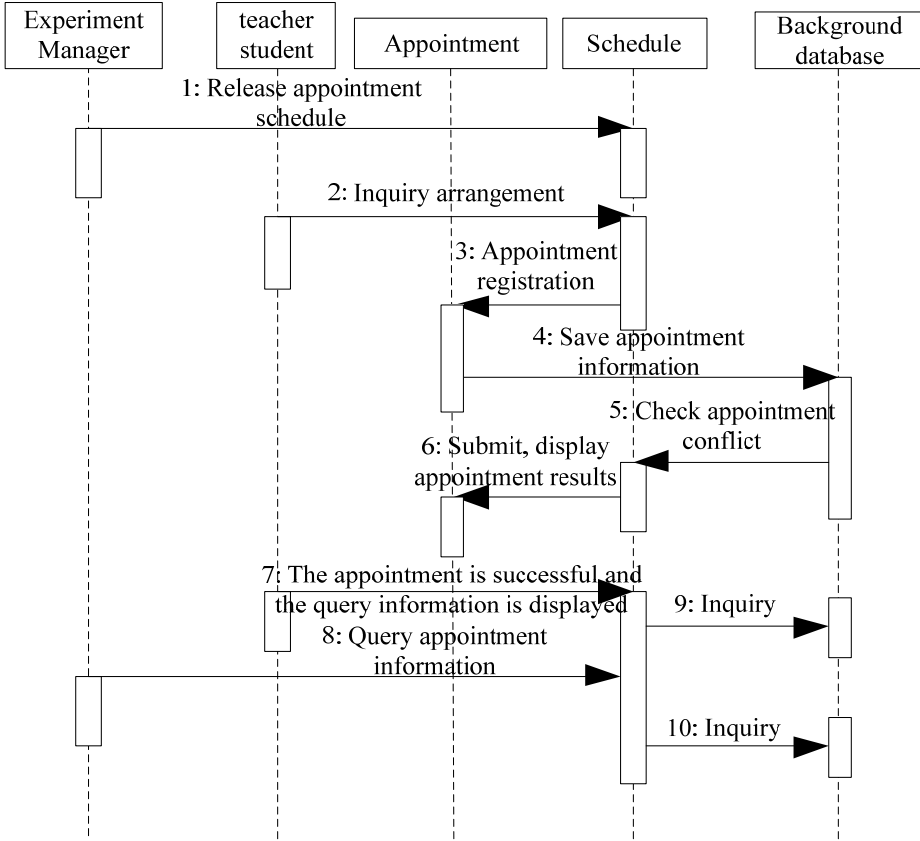 Experiment
Manager
teacher
student
Appointment
Schedule
Background
database
1: Release appointment
schedule
2: Inquiry arrangement
3: Appointment
registration
4: Save appointment
information
5: Check appointment
conflict
6: Submit, display
appointment results
7: The appointment is successful and
the query information is displayed
9: Inquiry
8: Query appointment
information
10: Inquiry